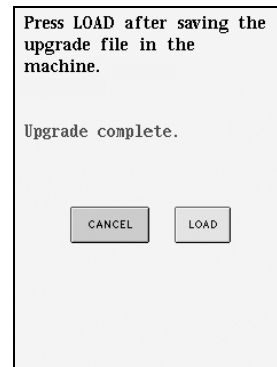 Press LOAD after saving the
upgrade file in the
machine.
Upgrade complete.
CANCEL
LOAD